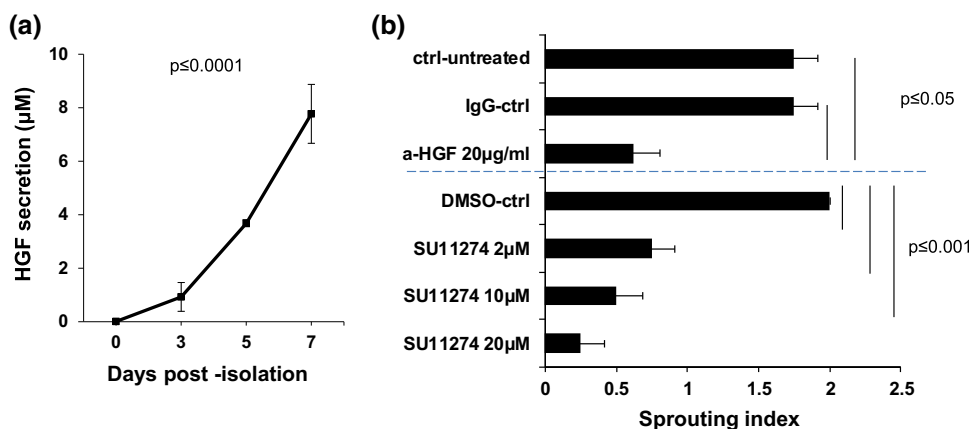 (a)
p≤0.0001
HGF secretion (µM)
10
8
6
4
2
0
0 3 5 7
Days post -isolation
(b)
ctrl-untreated
IgG-ctrl
a-HGF 20µg/ml
DMSO-ctrl
SU11274 2µM
SU11274 10µM
SU11274 20µM
p≤0.05
p≤0.001
0 0.5 1 1.5 2 2.5
Sprouting index